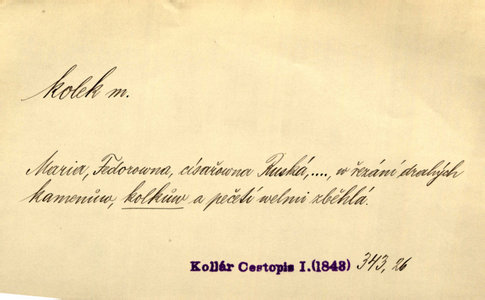 kolek m.
Maria, Fedorowna, císařowna Ruská,...., w řezání drahých
kamenůw, kolkůw a pečetí welmi zběhlá.
Kollár Cestopis I.(1843) 343, 26